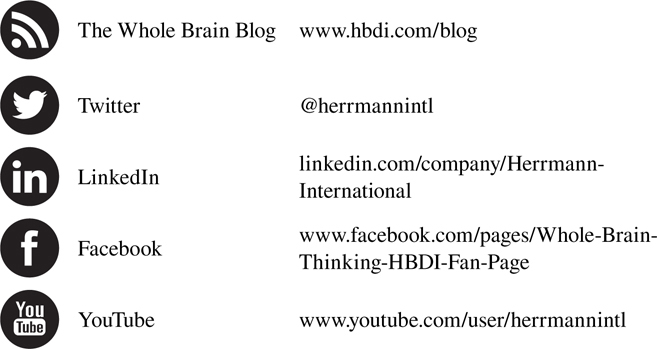 The Whole Brain Blog www.hbdi.com/blog
Twitter @herrmannintl
in LinkedIn linkedin.com/company/Herrmann-
International
f Facebook www.facebook.com/pages/Whole-Brain-
Thinking-HBDI-Fan-Page
You
Tube YouTube www.youtube.com/user/herrmannintl